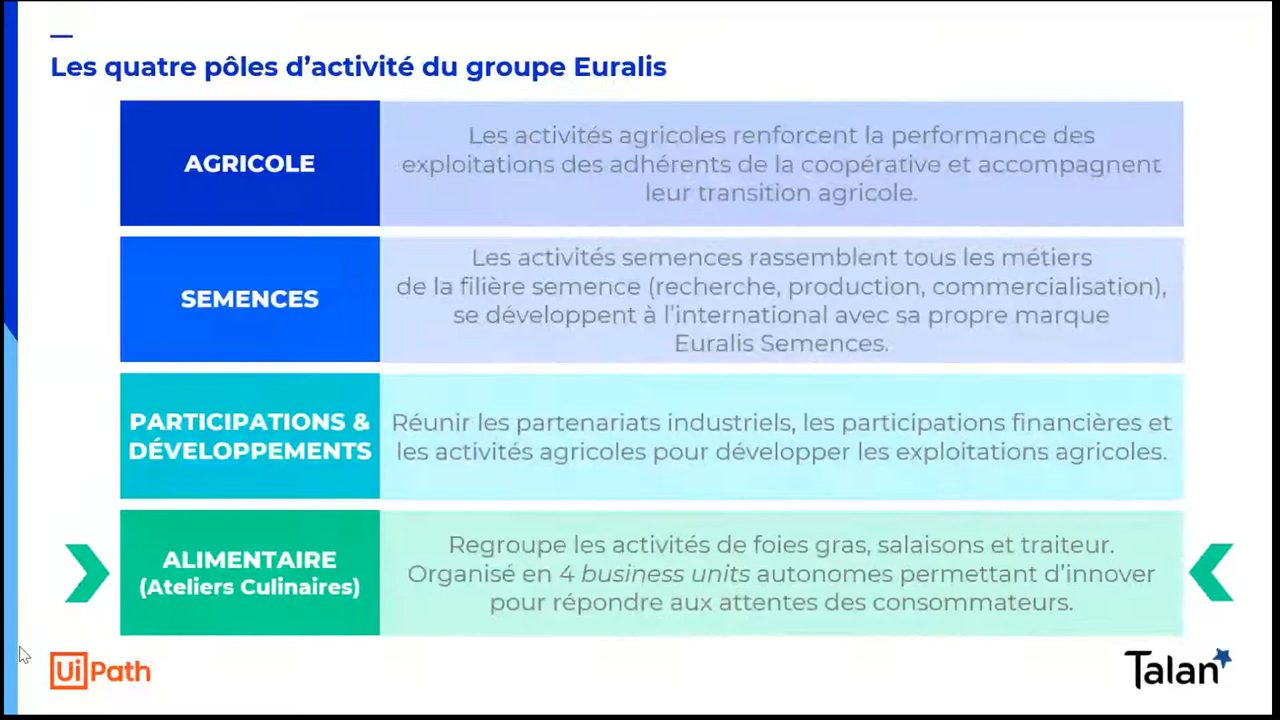 Les quatre pôles d'activité du groupe Euralis
AGRICOLE
Les activités agricoles renforcent la performance des
exploitations des adhérents de la coopérative et accompagnent
leur transition agricole.
SEMENCES
Les activités semences rassemblent tous les métiers
de la filière semence (recherche, production, commercialisation),
se développent à l'international avec sa propre marque
Euralis Semences.
PARTICIPATIONS &
DÉVELOPPEMENTS
Réunir les partenariats industriels, les participations financières et
les activités agricoles pour développer les exploitations agricoles.
ALIMENTAIRE
(Ateliers Culinaires)
Regroupe les activités de foies gras, salaisons et traiteur.
Organisé en 4 business units autonomes permettant d'innover
pour répondre aux attentes des consommateurs.
UiPath
Talan